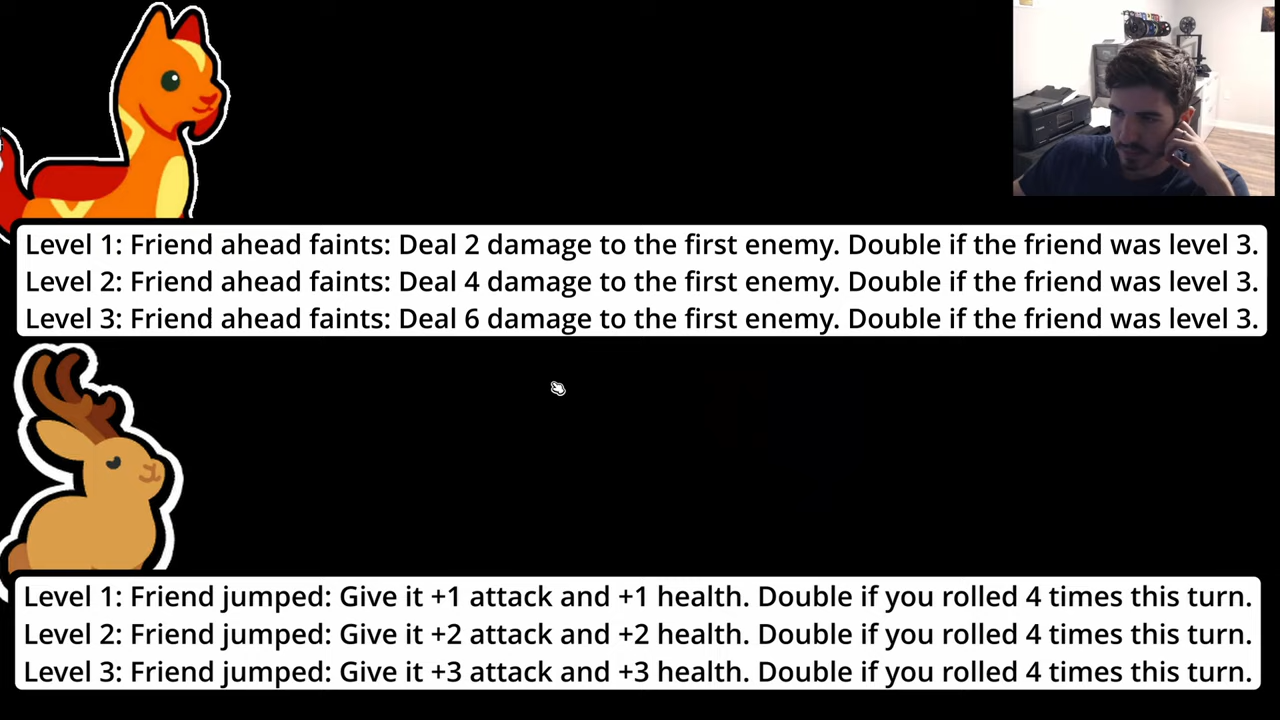 Level 1: Friend ahead faints: Deal 2 damage to the first enemy. Double if the friend was level 3.
Level 2: Friend ahead faints: Deal 4 damage to the first enemy. Double if the friend was level 3.
Level 3: Friend ahead faints: Deal 6 damage to the first enemy. Double if the friend was level 3.
Level 1: Friend jumped: Give it +1 attack and +1 health. Double if you rolled 4 times this turn.
Level 2: Friend jumped: Give it +2 attack and +2 health. Double if you rolled 4 times this turn.
Level 3: Friend jumped: Give it +3 attack and +3 health. Double if you rolled 4 times this turn.